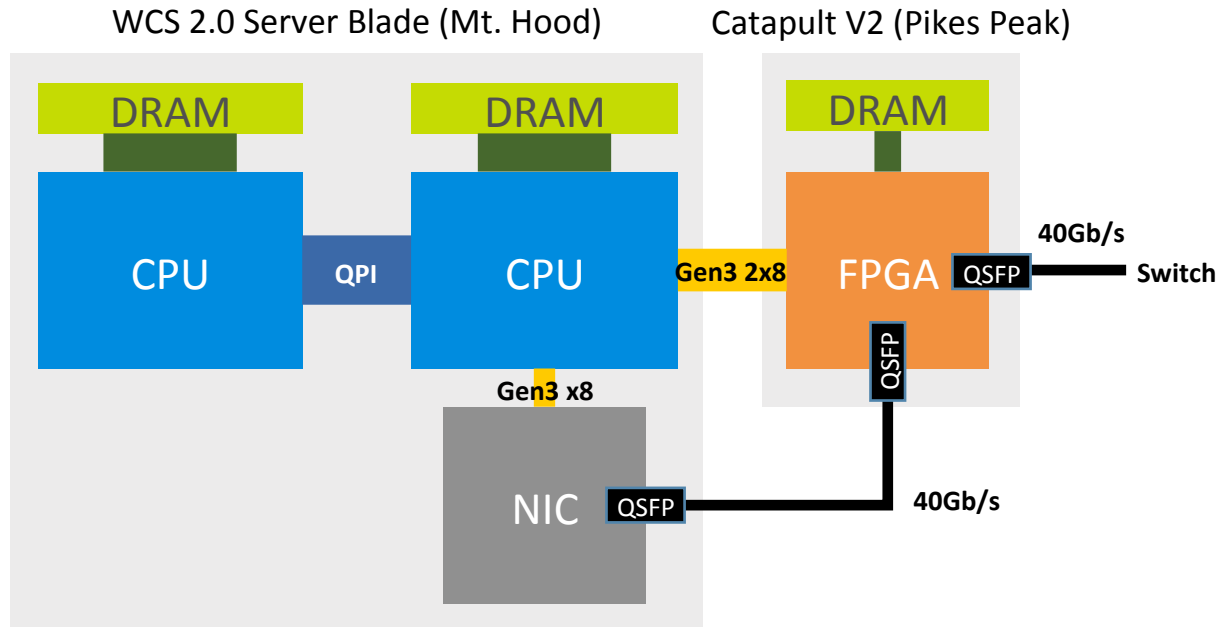 WCS 2.0 Server Blade (Mt. Hood)
Catapult V2 (Pikes Peak)
DRAM
DRAM
DRAM
CPU
QPI
CPU
Gen3 2x8
FPGA
QSFP
40Gb/s
Switch
QSFP
Gen3 x8
NIC
QSFP
40Gb/s